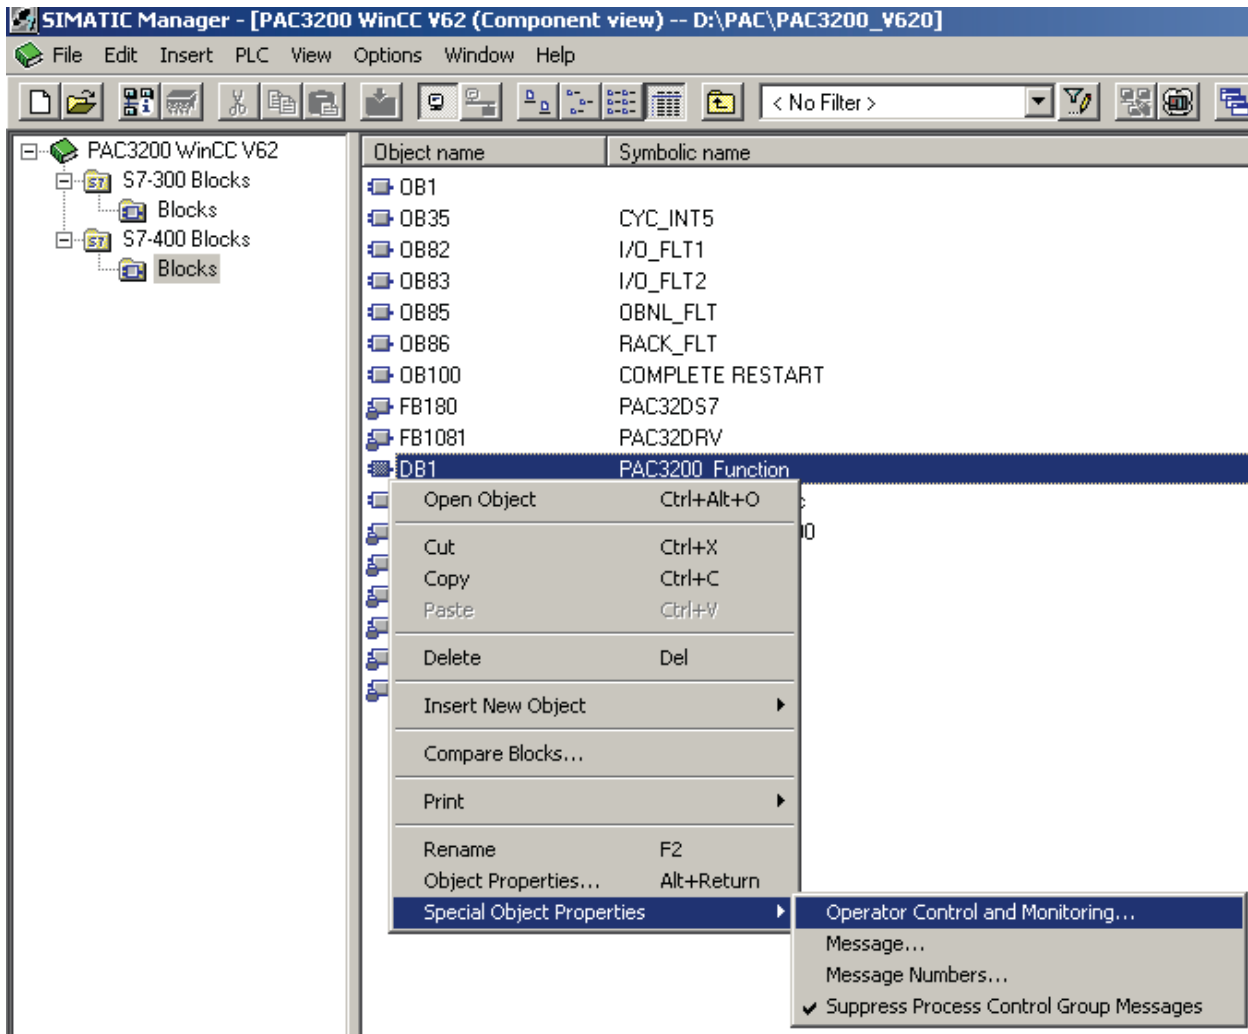 SIMATIC Manager - [PAC3200 WinCC V62 (Component view) -- D:\PAC\PAC3200_V620]
File Edit Insert PLC View Options Window Help
< No Filter >
PAC3200 WinCC V62
S7-300 Blocks
Blocks
S7-400 Blocks
Blocks
Object name Symbolic name
OB1
OB35 CYC_INT5
OB82 I/O_FLT1
OB83 I/O_FLT2
OB85 OBNL_FLT
OB86 RACK_FLT
OB100 COMPLETE RESTART
FB180 PAC32DS7
FB1081 PAC32DRV
DB1 PAC3200_Function
Open Object Ctrl+Alt+O
Cut Ctrl+X
Copy Ctrl+C
Paste Ctrl+V
Delete Del
Insert New Object
Compare Blocks...
Print
Rename F2
Object Properties... Alt+Return
Special Object Properties
Operator Control and Monitoring...
Message...
Message Numbers...
Suppress Process Control Group Messages